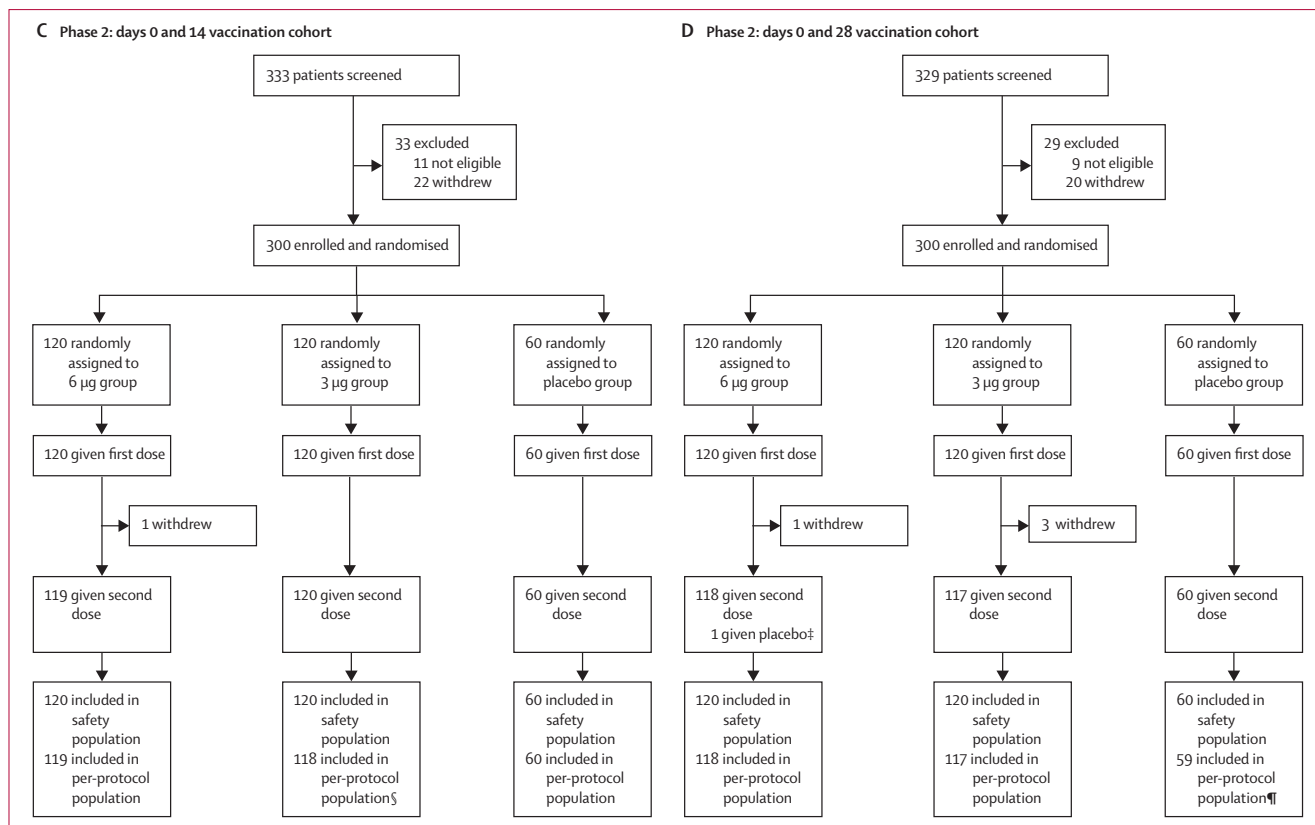 C Phase 2: days 0 and 14 vaccination cohort
333 patients screened
33 excluded
11 not eligible
22 withdrew
300 enrolled and randomised
120 randomly
assigned to
6 µg group
120 randomly
assigned to
3 µg group
60 randomly
assigned to
placebo group
120 given first dose
120 given first dose
60 given first dose
1 withdrew
119 given second
dose
120 given second
dose
60 given second
dose
120 included in
safety
population
119 included in
per-protocol
population
120 included in
safety
population
118 included in
per-protocol
population§
60 included in
safety
population
60 included in
per-protocol
population
D Phase 2: days 0 and 28 vaccination cohort
329 patients screened
29 excluded
9 not eligible
20 withdrew
300 enrolled and randomised
120 randomly
assigned to
6 µg group
120 randomly
assigned to
3 µg group
60 randomly
assigned to
placebo group
120 given first dose
120 given first dose
60 given first dose
1 withdrew
3 withdrew
118 given second
dose
1 given placebo‡
117 given second
dose
60 given second
dose
120 included in
safety
population
118 included in
per-protocol
population
120 included in
safety
population
117 included in
per-protocol
population
60 included in
safety
population
59 included in
per-protocol
population¶